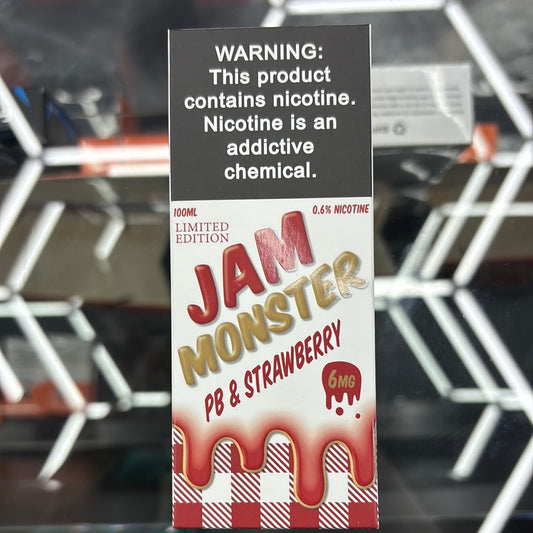 WARNING:
This product
contains nicotine.
Nicotine is an
addictive
chemical.
100ML
0.6% NICOTINE
LIMITED
EDITION
JAM
MONSTER
PB & STRAWBERRY
6MG